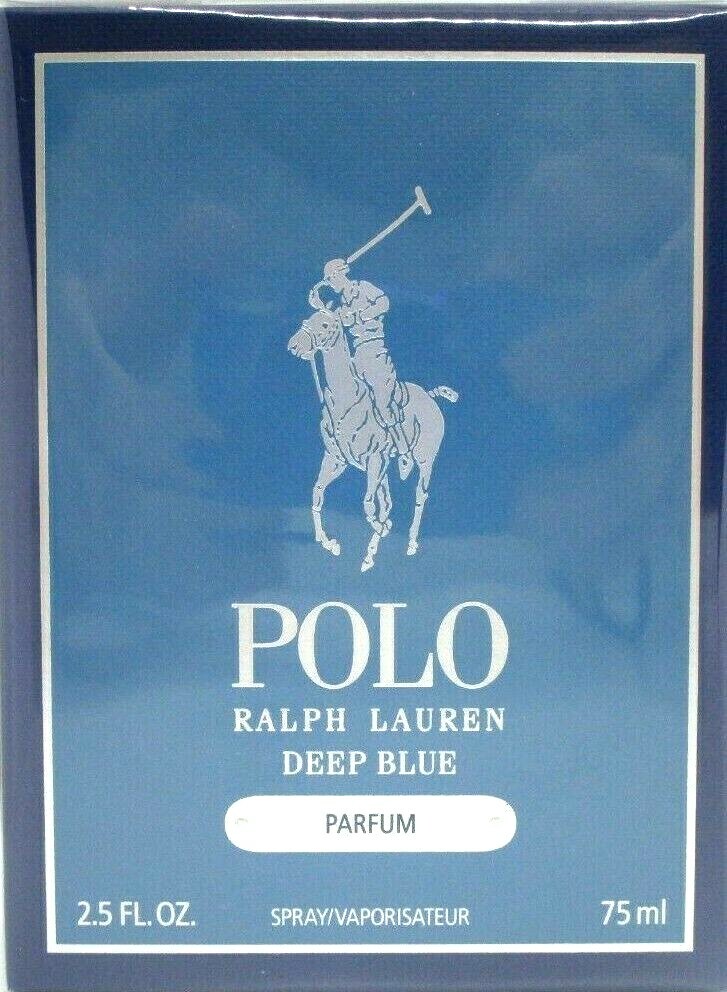 POLO
RALPH LAUREN
DEEP BLUE
PARFUM
2.5 FL. OZ. SPRAY/VAPORISATEUR 75 ml